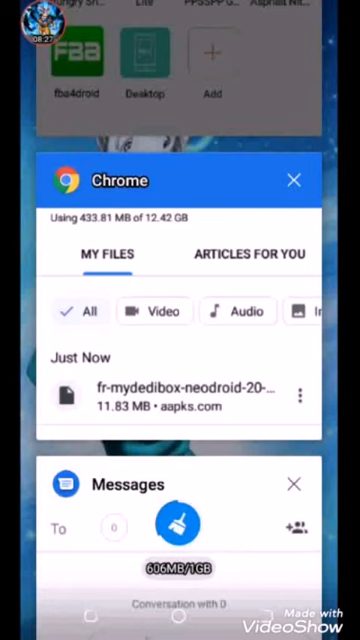 08:27
Lite
fba
fba4droid
Desktop
Add
Chrome
Using 433.81 MB of 12.42 GB
MY FILES
ARTICLES FOR YOU
All
Video
Audio
Just Now
fr-mydedibox-neodroid-20-...
11.83 MB • aapks.com
Messages
To
0
606MB/1GB
Conversation with 0
Made with
VideoShow